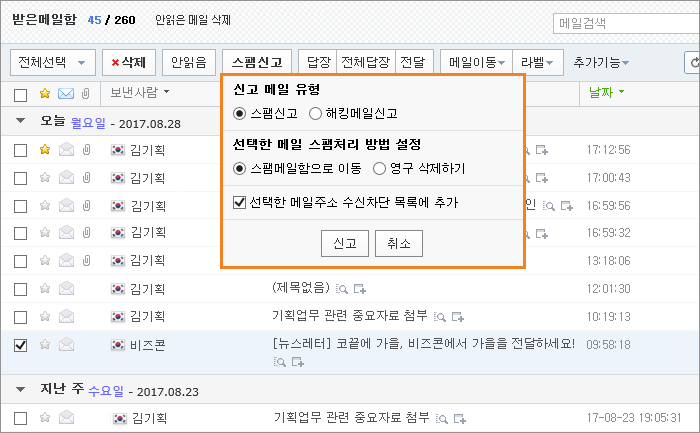 받은메일함 45 / 260 안읽은 메일 삭제 메일검색
전체선택 ×삭제 안읽음 스팸신고 답장 전체답장 전달 메일이동 라벨 추가기능
보낸사람 날짜
신고 메일 유형
스팸신고 해킹메일신고
선택한 메일 스팸처리 방법 설정
스팸메일함으로 이동 영구 삭제하기
선택한 메일주소 수신차단 목록에 추가
신고 취소
오늘 월요일 - 2017.08.28
김기획 17:12:56
김기획 17:00:43
김기획 인 16:59:56
김기획 16:59:32
김기획 13:18:06
김기획 (제목없음) 12:01:30
김기획 기획업무 관련 중요자료 첨부 10:19:13
비즈콘 [뉴스레터] 코끝에 가을, 비즈콘에서 가을을 전달하세요! 09:58:18
지난 주 수요일 - 2017.08.23
김기획 기획업무 관련 중요자료 첨부 17-08-23 19:05:31